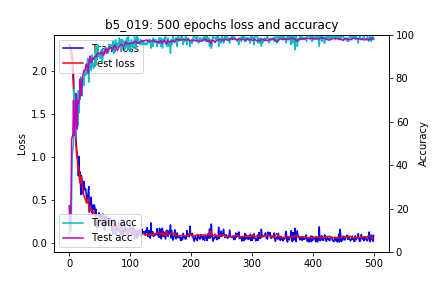 b5_019: 500 epochs loss and accuracy
Train loss
Test loss
Train acc
Test acc
Loss
2.0
1.5
1.0
0.5
0.0
Accuracy
100
80
60
40
20
0
0
100
200
300
400
500